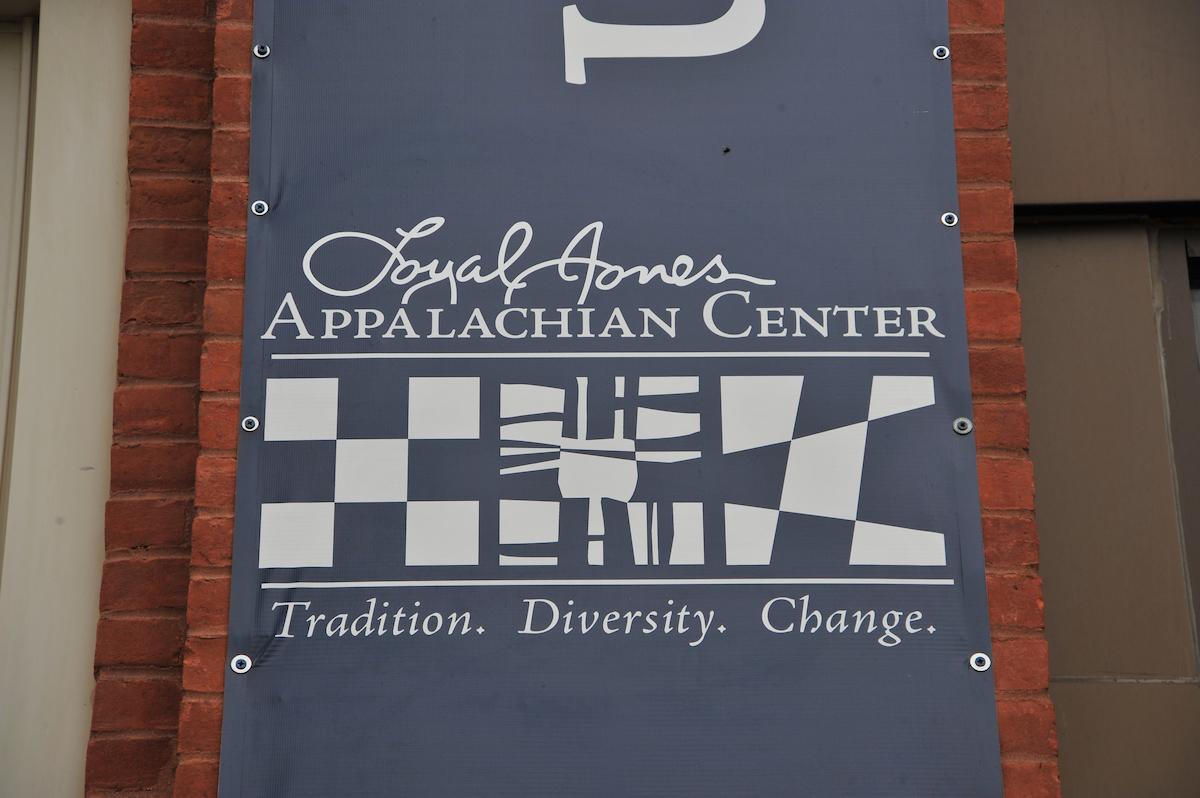 Loyal Jones
APPALACHIAN CENTER
Tradition. Diversity. Change.